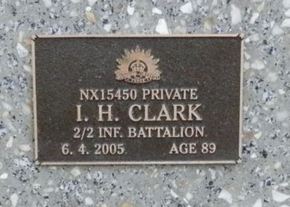 NX15450 PRIVATE
I. H. CLARK
2/2 INF. BATTALION
6. 4. 2005 AGE 89